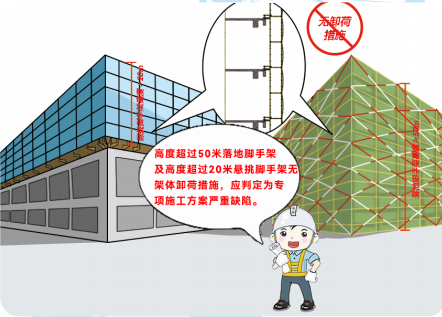 无卸荷
措施
高度超过50米落地脚手架
及高度超过20米悬挑脚手架无
架体卸荷措施，应判定为专
项施工方案严重缺陷。